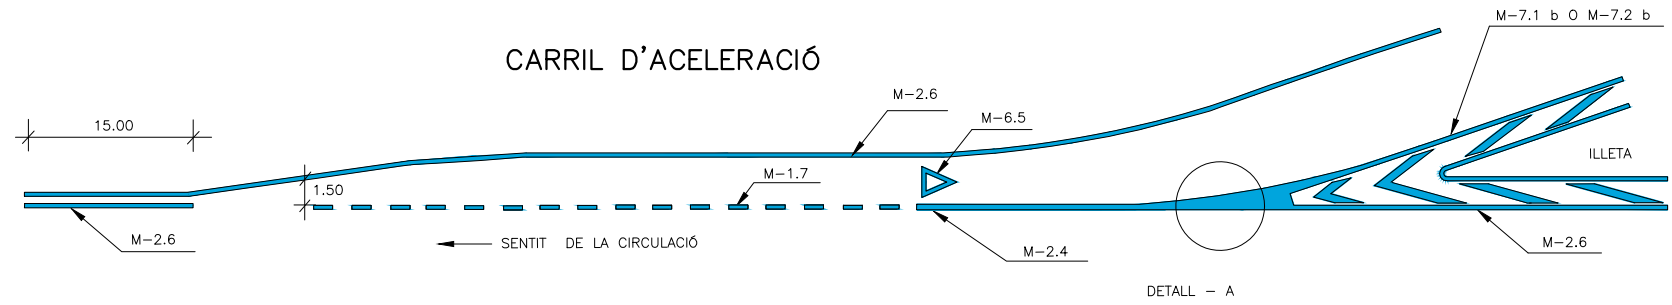 M-7.1 b O M-7.2 b
CARRIL D'ACELERACIÓ
M-2.6
M-6.5
15.00
ILLETA
M-1.7
1.50
M-2.6
SENTIT DE LA CIRCULACIÓ
M-2.4
M-2.6
DETALL - A